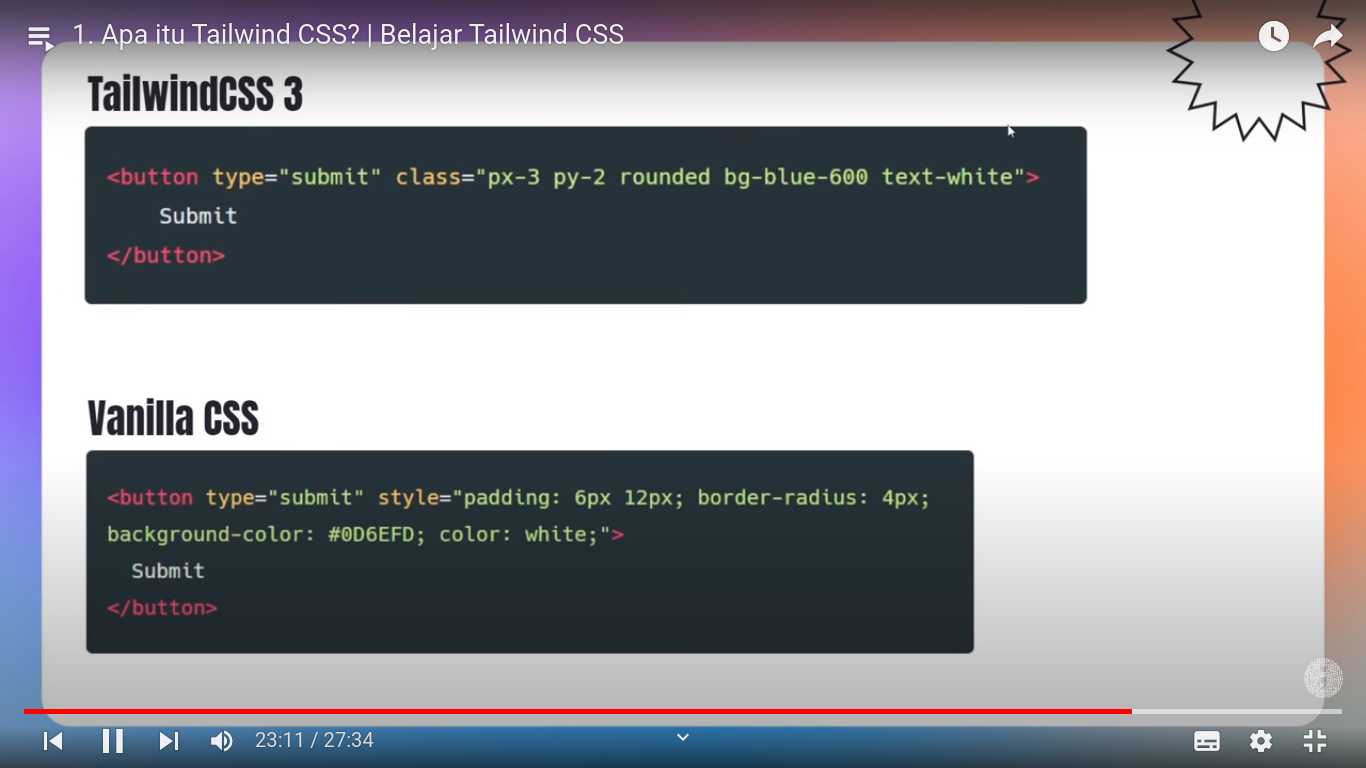 1. Apa itu Tailwind CSS? | Belajar Tailwind CSS
TailwindCSS 3
<button type="submit" class="px-3 py-2 rounded bg-blue-600 text-white">
Submit
</button>
Vanilla CSS
<button type="submit" style="padding: 6px 12px; border-radius: 4px;
background-color: #0D6EFD; color: white;">
Submit
</button>
23:11 / 27:34